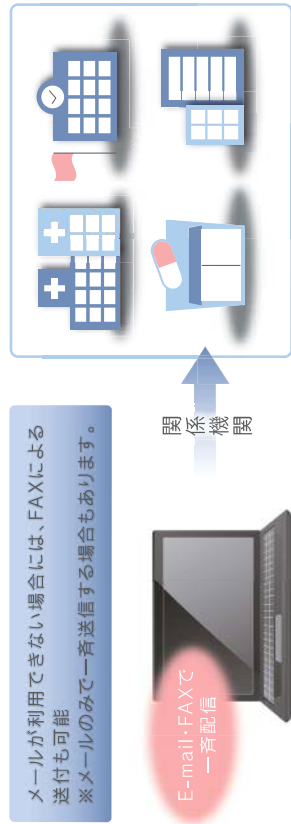 メールが利用できない場合には、FAXによる
送付も可能
※メールのみで一斉送信する場合もあります。
E-mail・FAXで
一斉配信
関係機関